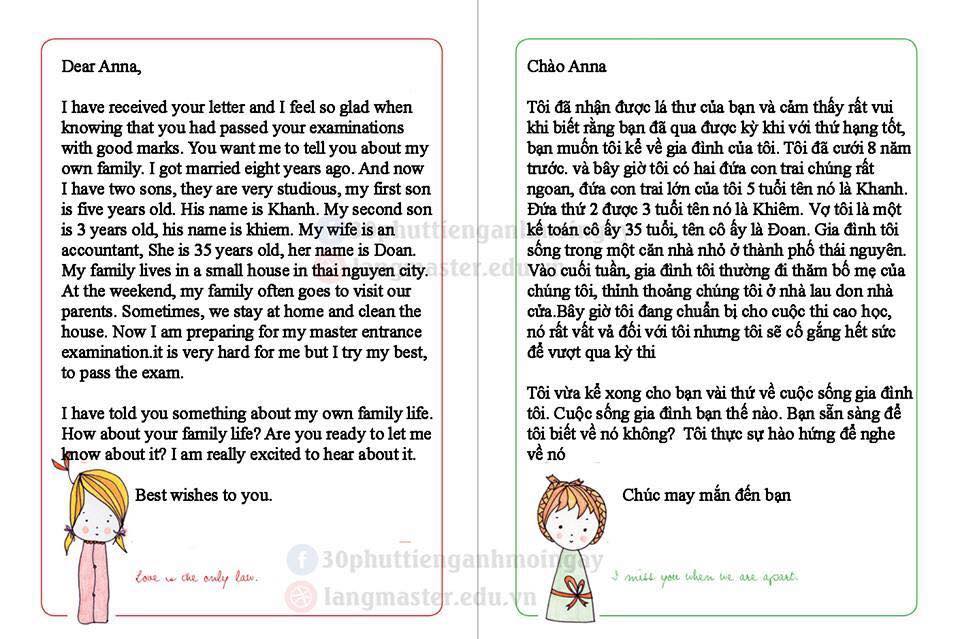 Dear Anna,
I have received your letter and I feel so glad when
knowing that you had passed your examinations
with good marks. You want me to tell you about my
own family. I got married eight years ago. And now
I have two sons, they are very studious, my first son
is five years old. His name is Khanh. My second son
is 3 years old, his name is khiem. My wife is an
accountant, She is 35 years old, her name is Doan.
My family lives in a small house in thai nguyen city.
At the weekend, my family often goes to visit our
parents. Sometimes, we stay at home and clean the
house. Now I am preparing for my master entrance
examination.it is very hard for me but I try my best,
to pass the exam.
I have told you something about my own family life.
How about your family life? Are you ready to let me
know about it? I am really excited to hear about it.
Best wishes to you.
Love is the only law.
Chào Anna
Tôi đã nhận được lá thư của bạn và cảm thấy rất vui
khi biết rằng bạn đã qua được kỳ khi với thứ hạng tốt,
bạn muốn tôi kể về gia đình của tôi. Tôi đã cưới 8 năm
trước. và bây giờ tôi có hai đứa con trai chúng rất
ngoan, đứa con trai lớn của tôi 5 tuổi tên nó là Khanh.
Đứa thứ 2 được 3 tuổi tên nó là Khiêm. Vợ tôi là một
kế toán cô ấy 35 tuổi, tên cô ấy là Đoan. Gia đình tôi
sống trong một căn nhà nhỏ ở thành phố thái nguyên.
Vào cuối tuần, gia đình tôi thường đi thăm bố mẹ của
chúng tôi, thỉnh thoảng chúng tôi ở nhà lau don nhà
cửa.Bây giờ tôi đang chuẩn bị cho cuộc thi cao học,
nó rất vất vả đối với tôi nhưng tôi sẽ cố gắng hết sức
để vượt qua kỳ thi
Tôi vừa kể xong cho bạn vài thứ về cuộc sống gia đình
tôi. Cuộc sống gia đình bạn thế nào. Bạn sẵn sàng để
tôi biết về nó không? Tôi thực sự hào hứng để nghe
về nó
Chúc may mắn đến bạn
I miss you when we are apart.
30phuttienganhmoingay
langmaster.edu.vn
30phuttienganhmoingay
langmaster.edu.vn